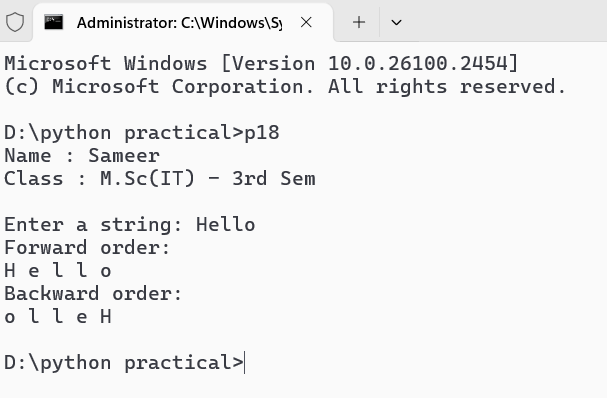 Administrator: C:\Windows\Sy
Microsoft Windows [Version 10.0.26100.2454]
(c) Microsoft Corporation. All rights reserved.
D:\python practical>p18
Name : Sameer
Class : M.Sc(IT) - 3rd Sem
Enter a string: Hello
Forward order:
H e l l o
Backward order:
o l l e H
D:\python practical>